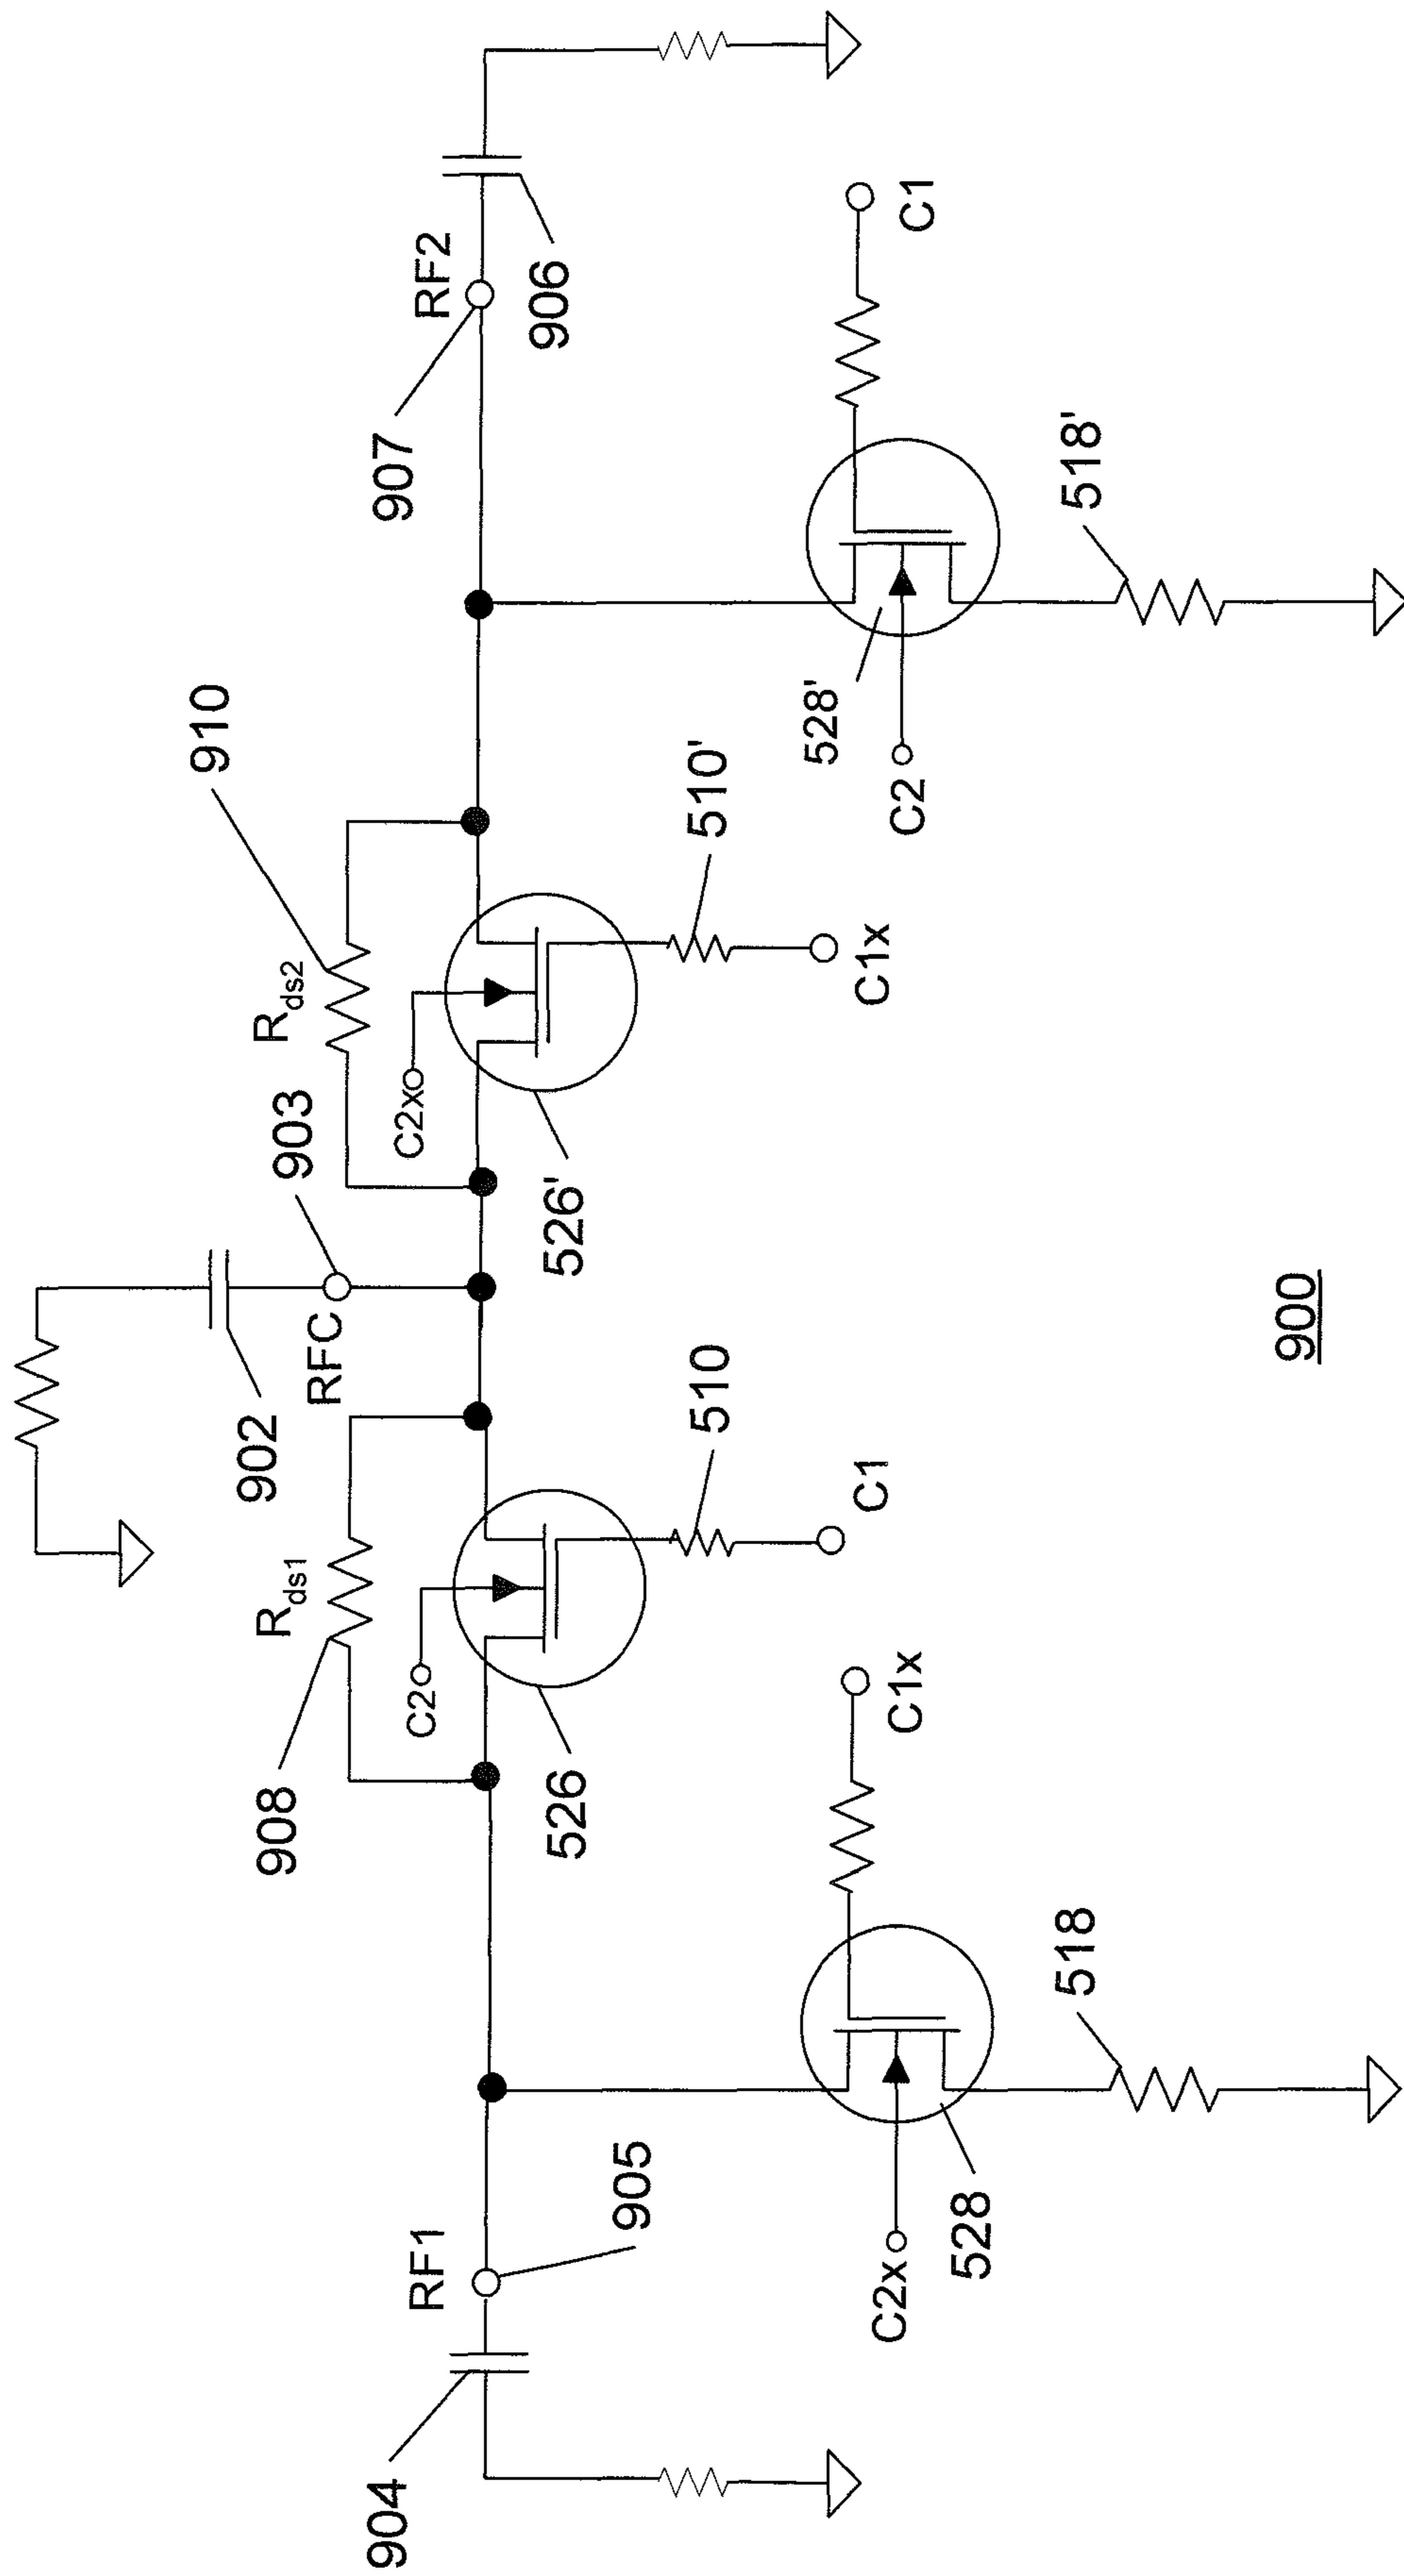 902
RFC
903
910
908
Rds1
Rds2
904
RF1
905
C2
526
510
C1
C2x
526'
510'
C1x
907
RF2
906
C2x
528
C1x
518
C2
528'
C1
518'
900